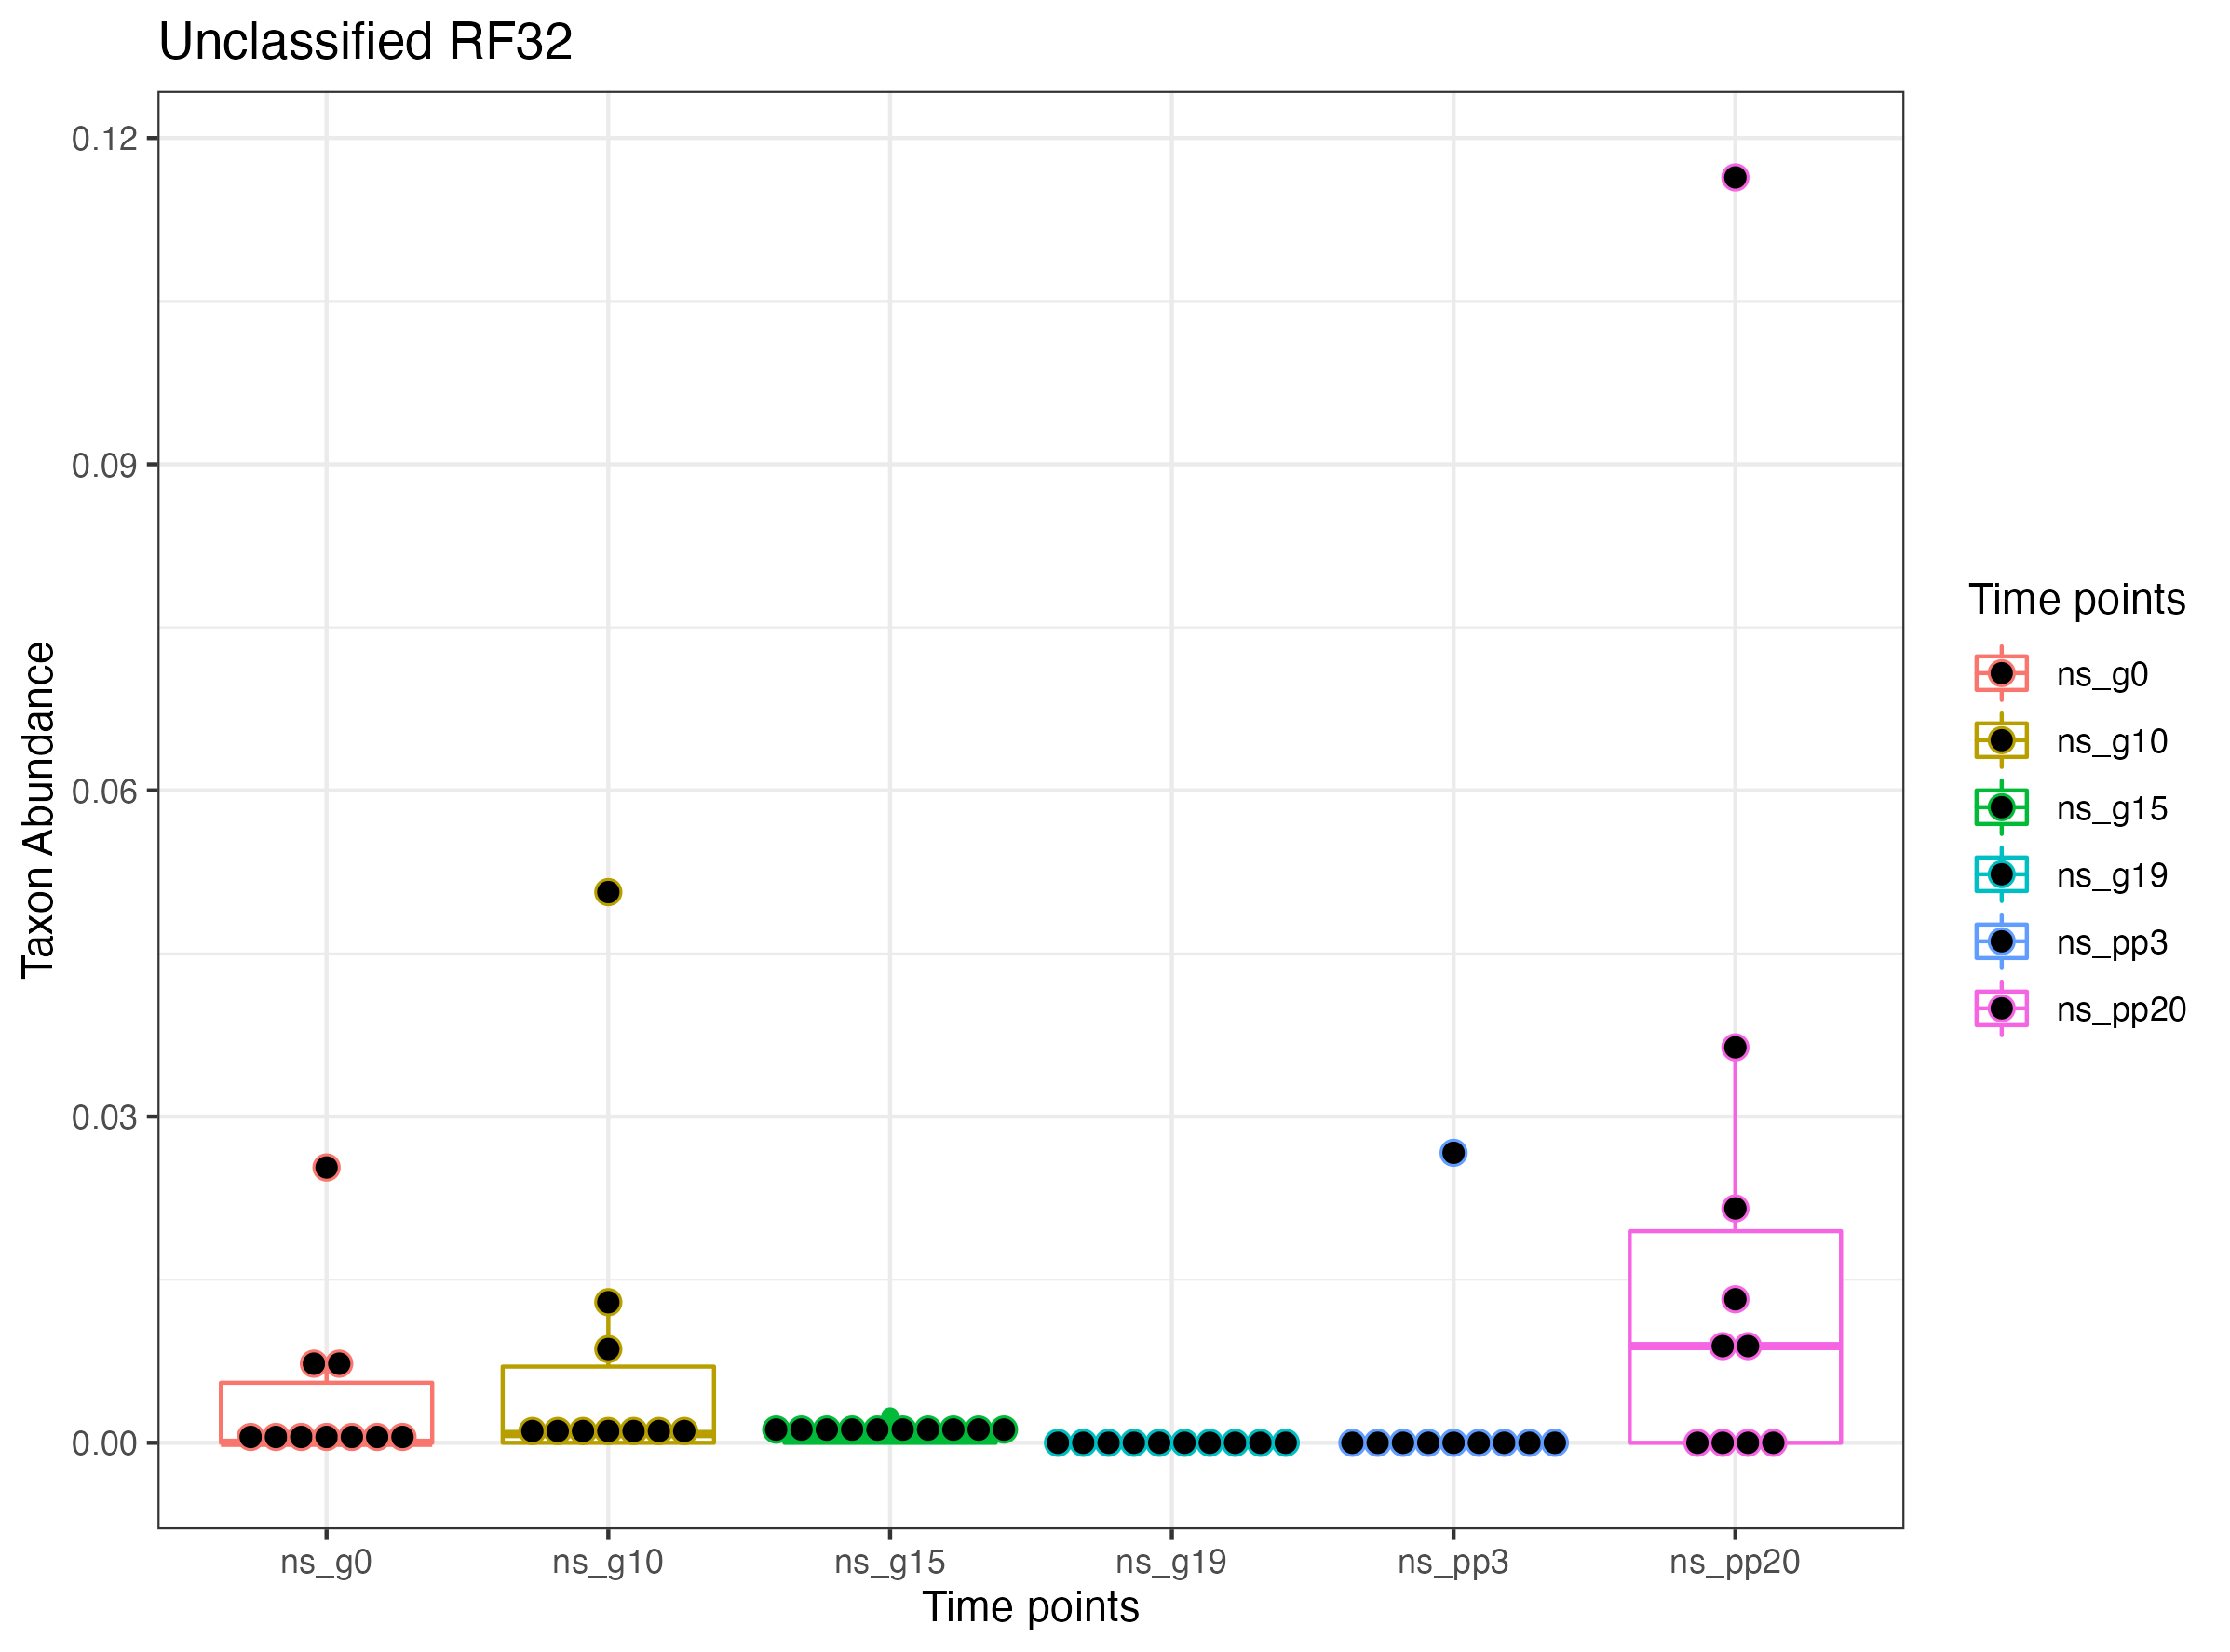 Unclassified RF32
0.12
0.09
0.06
0.03
0.00
Taxon Abundance
ns_g0
ns_g10
ns_g15
ns_g19
ns_pp3
ns_pp20
Time points
Time points
ns_g0
ns_g10
ns_g15
ns_g19
ns_pp3
ns_pp20